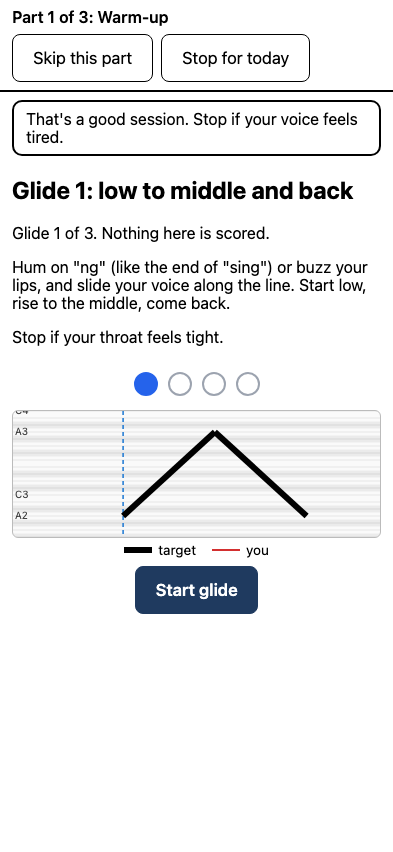 Part 1 of 3: Warm-up
Skip this part
Stop for today
That's a good session. Stop if your voice feels
tired.
Glide 1: low to middle and back
Glide 1 of 3. Nothing here is scored.
Hum on "ng" (like the end of "sing") or buzz your
lips, and slide your voice along the line. Start low,
rise to the middle, come back.
Stop if your throat feels tight.
A3
C3
A2
target
you
Start glide